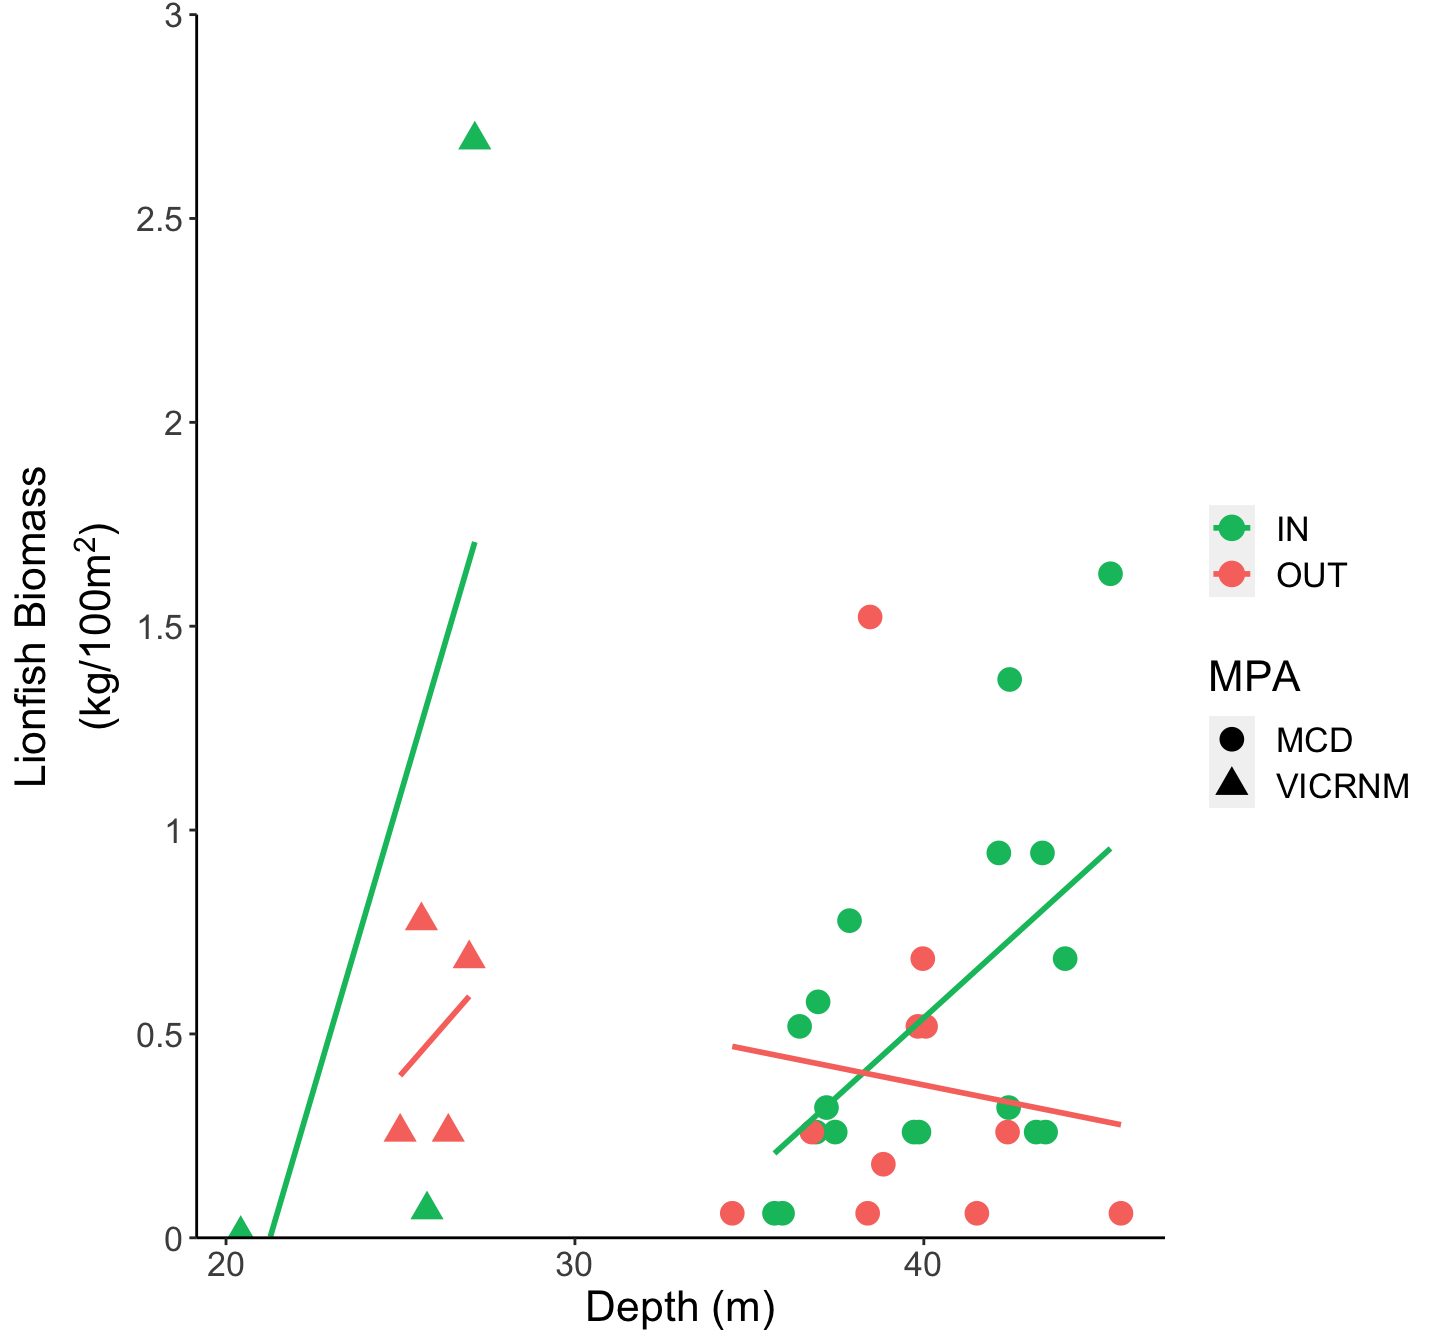 3
2.5
2
1.5
1
0.5
0
20
30
40
Depth (m)
Lionfish Biomass
(kg/100m²)
IN
OUT
MPA
MCD
VICRNM